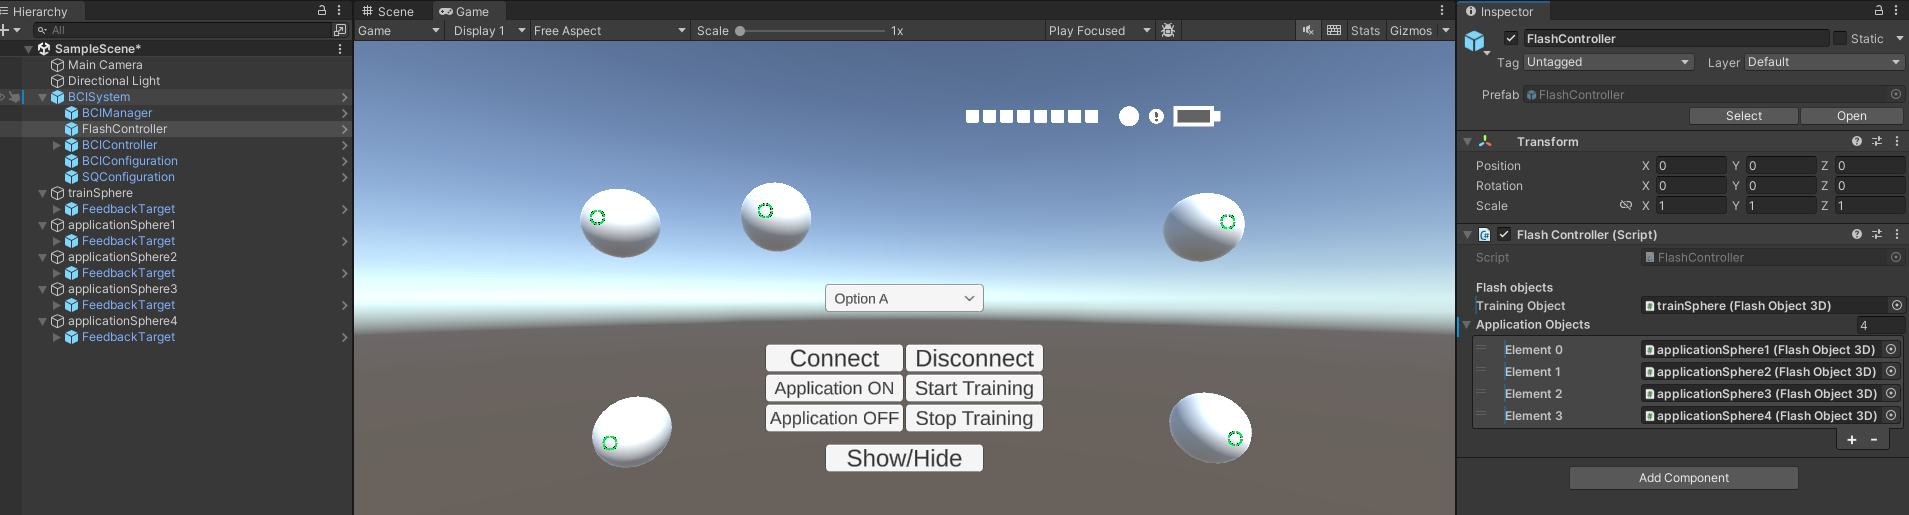 Hierarchy
All
SampleScene*
Main Camera
Directional Light
BCISystem
BCIManager
FlashController
BCIController
BCIConfiguration
SQConfiguration
trainSphere
FeedbackTarget
applicationSphere1
FeedbackTarget
applicationSphere2
FeedbackTarget
applicationSphere3
FeedbackTarget
applicationSphere4
FeedbackTarget
Scene Game
Game Display 1 Free Aspect Scale 1x Play Focused Stats Gizmos
Option A
Connect Disconnect
Application ON Start Training
Application OFF Stop Training
Show/Hide
Inspector
FlashController Static
Tag Untagged Layer Default
Prefab FlashController
Select Open
Transform
Position X 0 Y 0 Z 0
Rotation X 0 Y 0 Z 0
Scale X 1 Y 1 Z 1
Flash Controller (Script)
Script FlashController
Flash objects
Training Object trainSphere (Flash Object 3D)
Application Objects 4
Element 0 applicationSphere1 (Flash Object 3D)
Element 1 applicationSphere2 (Flash Object 3D)
Element 2 applicationSphere3 (Flash Object 3D)
Element 3 applicationSphere4 (Flash Object 3D)
+ -
Add Component